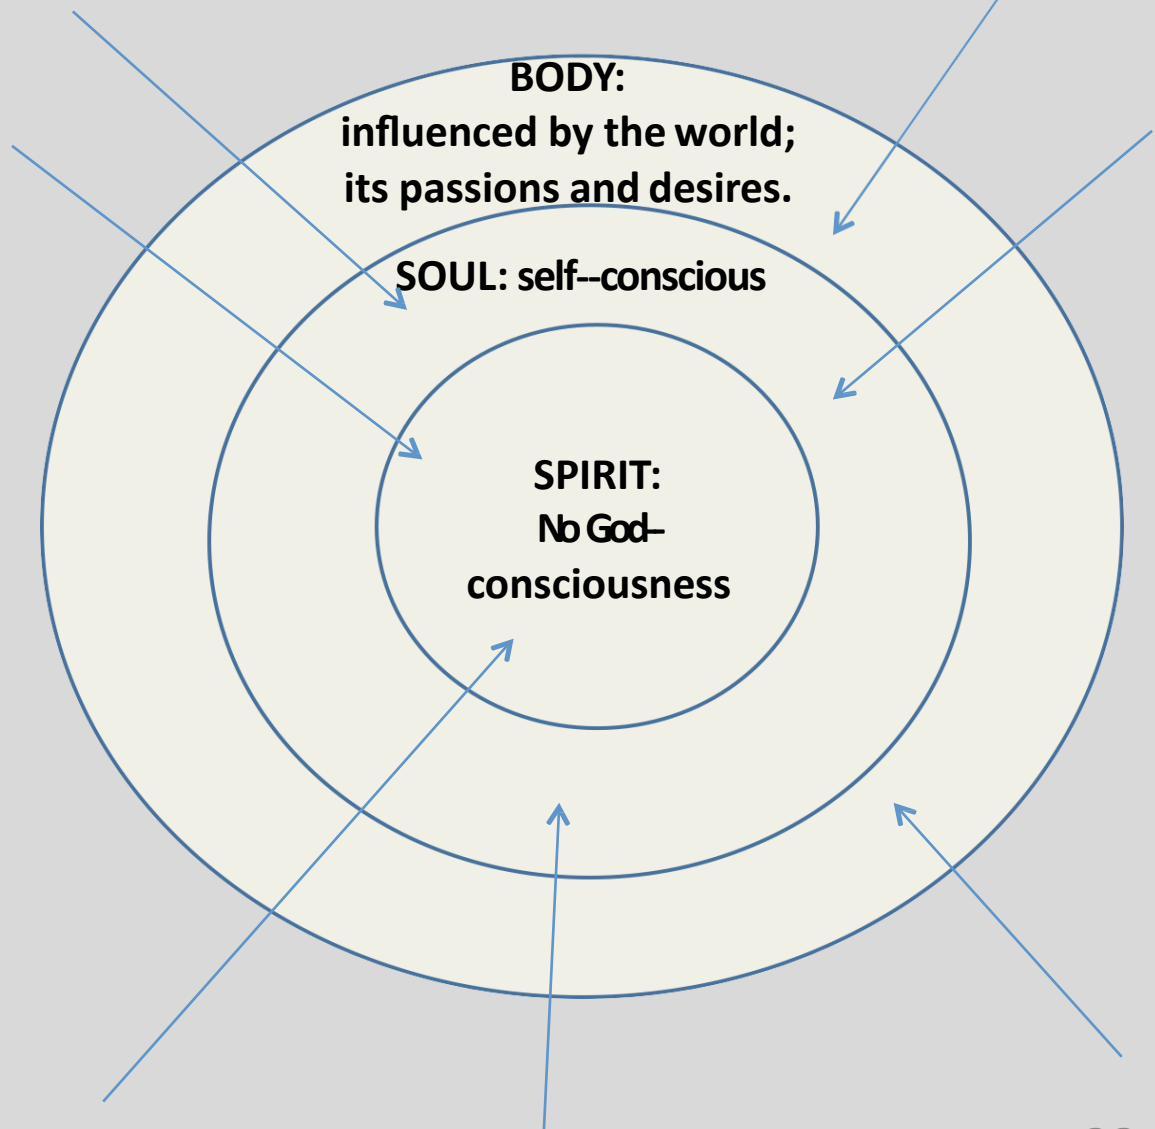 BODY:
influenced by the world;
its passions and desires.
SOUL: self--conscious
SPIRIT:
No God--
consciousness